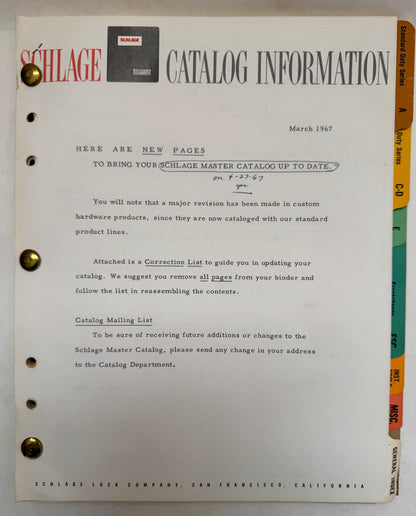 SCHLAGE CATALOG INFORMATION
SCHLAGE
March 1967
HERE ARE NEW PAGES
TO BRING YOUR SCHLAGE MASTER CATALOG UP TO DATE.
on 4-27-67
You will note that a major revision has been made in custom
hardware products, since they are now cataloged with our standard
product lines.
Attached is a Correction List to guide you in updating your
catalog. We suggest you remove all pages from your binder and
follow the list in reassembling the contents.
Catalog Mailing List
To be sure of receiving future additions or changes to the
Schlage Master Catalog, please send any change in your address
to the Catalog Department.
SCHLAGE LOCK COMPANY, SAN FRANCISCO, CALIFORNIA
Standard Duty Series
A
Duty Series
C-D
E
ESC
INST.
MISC.
GENERAL INDEX